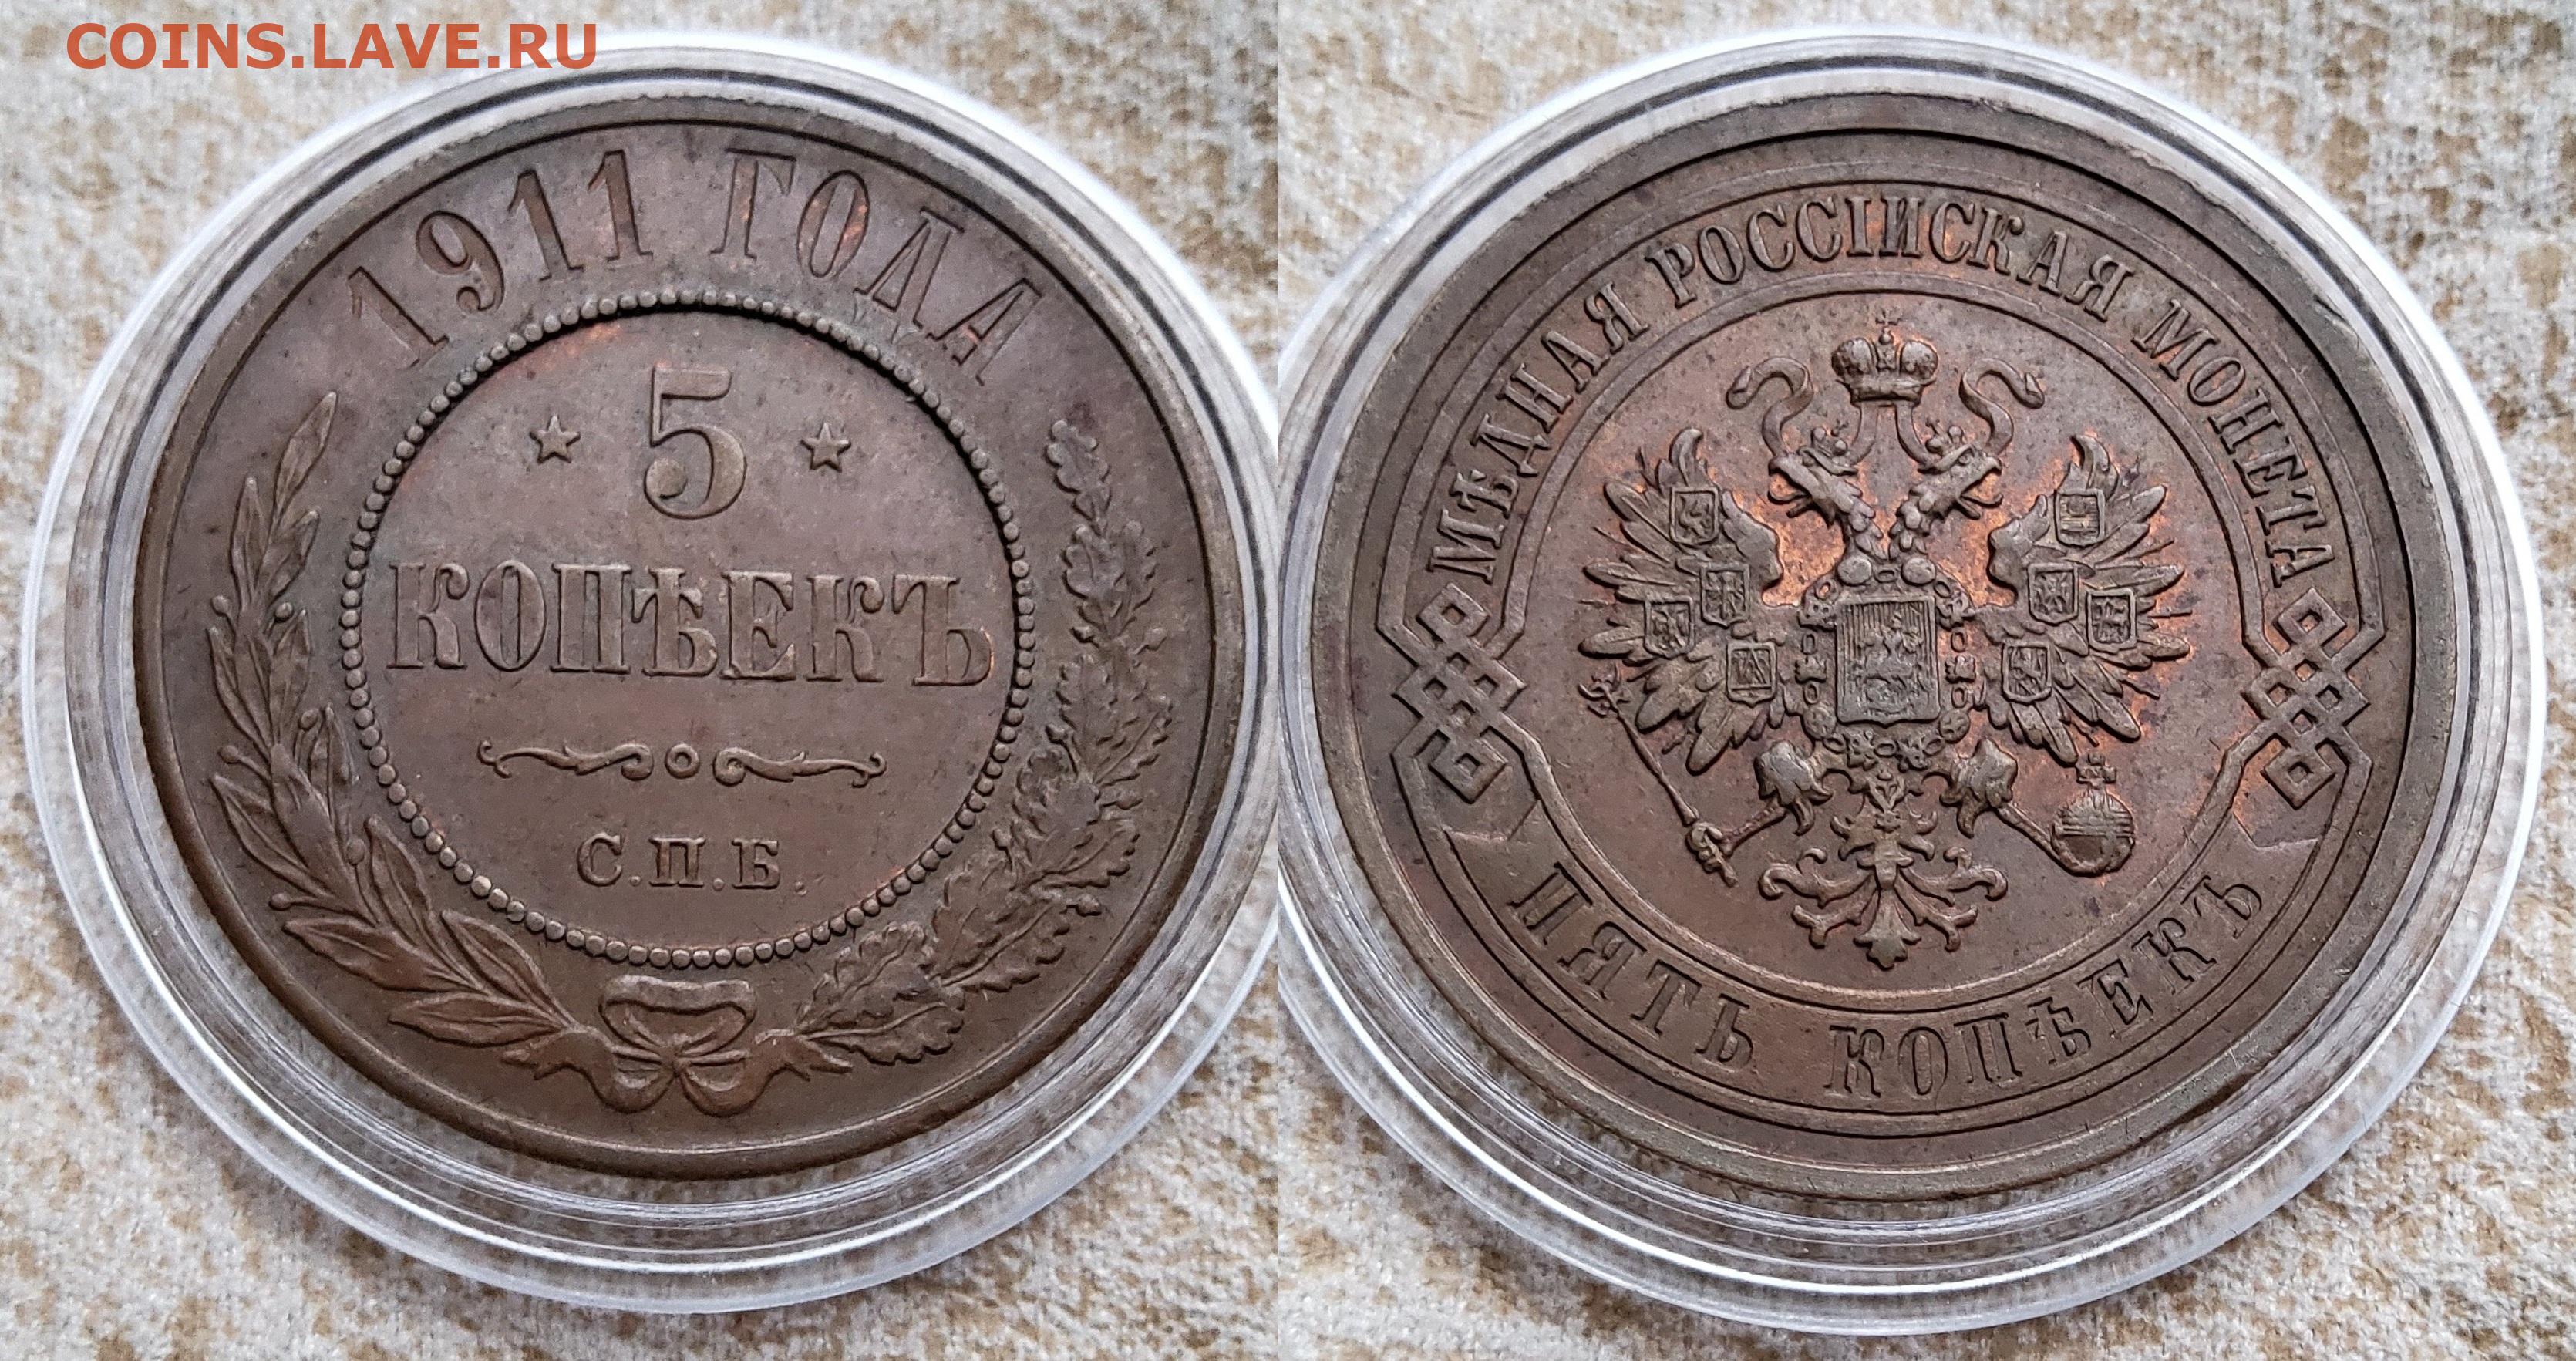 COINS.LAVE.RU
1911 ГОДА
5
КОПѢЕКЪ
С.П.Б.
МѢДНАЯ РОССІЙСКАЯ МОНЕТА
ПЯТЬ КОПѢЕКЪ